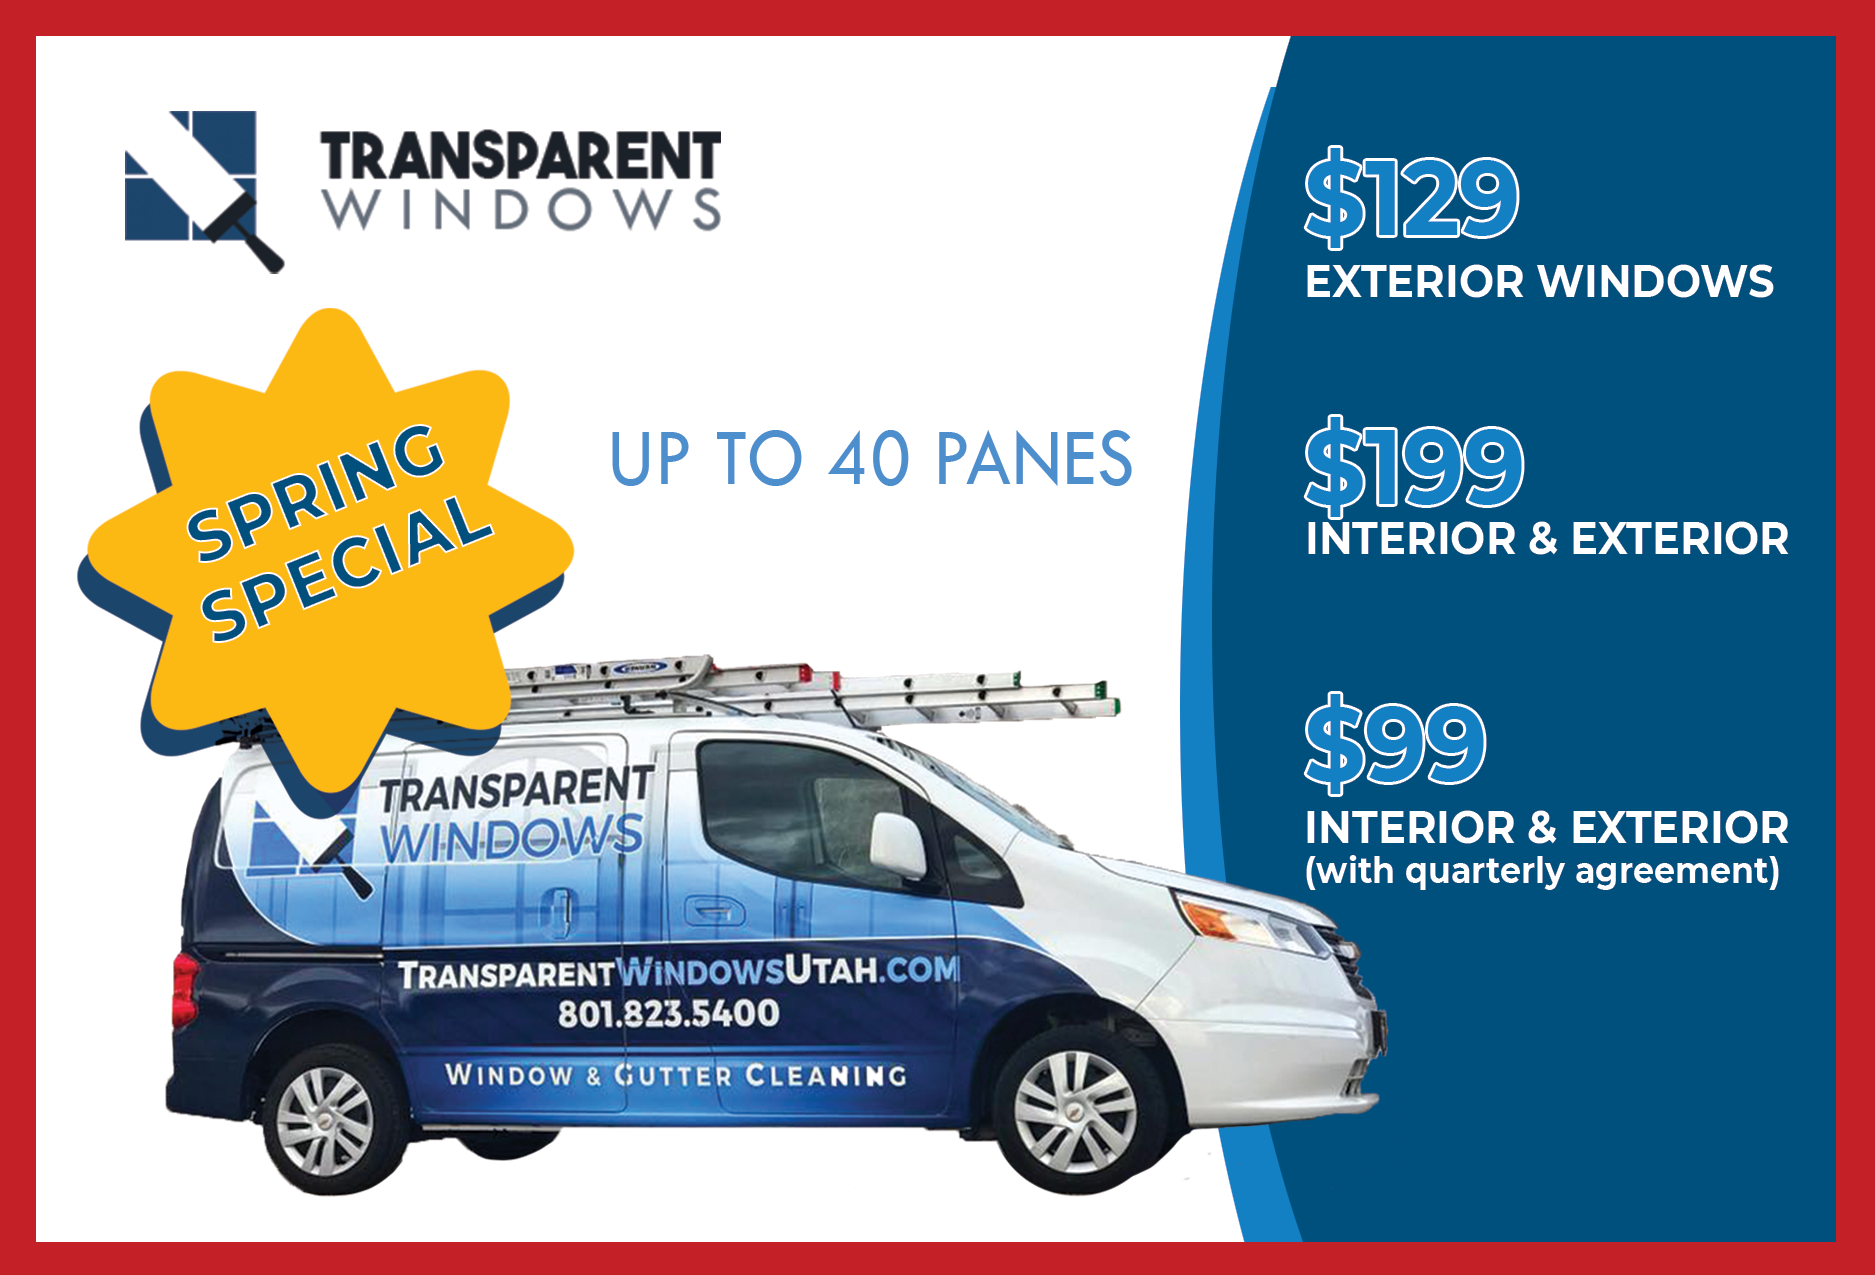 TRANSPARENT
WINDOWS
SPRING
SPECIAL
UP TO 40 PANES
$129
EXTERIOR WINDOWS
$199
INTERIOR & EXTERIOR
$99
INTERIOR & EXTERIOR
(with quarterly agreement)
WERNER
TRANSPARENT
WINDOWS
TRANSPARENTWINDOWSUTAH.COM
801.823.5400
WINDOW & GUTTER CLEANING